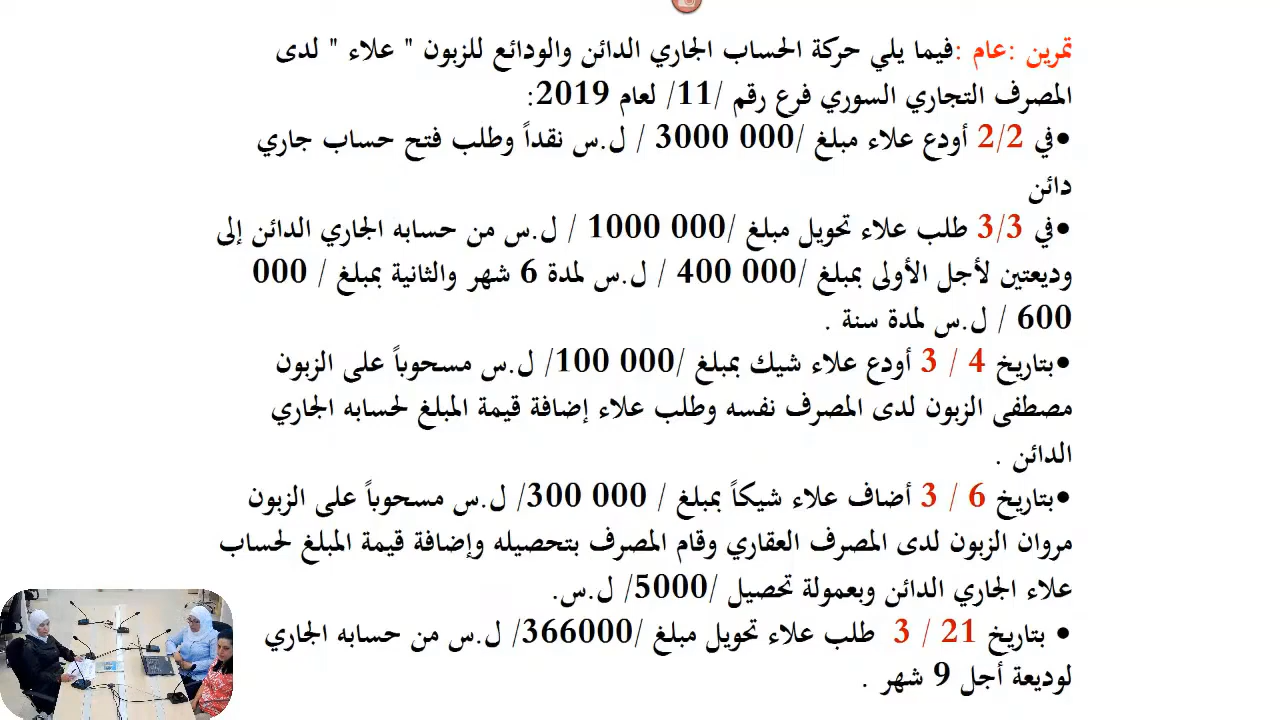 تمرين :عام :فيما يلي حركة الحساب الجاري الدائن والودائع للزبون " علاء " لدى
المصرف التجاري السوري فرع رقم /11/ لعام 2019:
•في 2/2 أودع علاء مبلغ /000 3000 / ل.س نقداً وطلب فتح حساب جاري
دائن
•في 3/3 طلب علاء تحويل مبلغ /000 1000 / ل.س من حسابه الجاري الدائن إلى
وديعتين لأجل الأولى بمبلغ /000 400 / ل.س لمدة 6 شهر والثانية بمبلغ / 000
600 / ل.س لمدة سنة .
•بتاريخ 4 / 3 أودع علاء شيك بمبلغ /000 100/ ل.س مسحوباً على الزبون
مصطفى الزبون لدى المصرف نفسه وطلب علاء إضافة قيمة المبلغ لحسابه الجاري
الدائن .
•بتاريخ 6 / 3 أضاف علاء شيكاً بمبلغ / 000 300/ ل.س مسحوباً على الزبون
مروان الزبون لدى المصرف العقاري وقام المصرف بتحصيله وإضافة قيمة المبلغ لحساب
علاء الجاري الدائن وبعمولة تحصيل /5000/ ل.س.
• بتاريخ 21 / 3 طلب علاء تحويل مبلغ /366000/ ل.س من حسابه الجاري
لوديعة أجل 9 شهر .